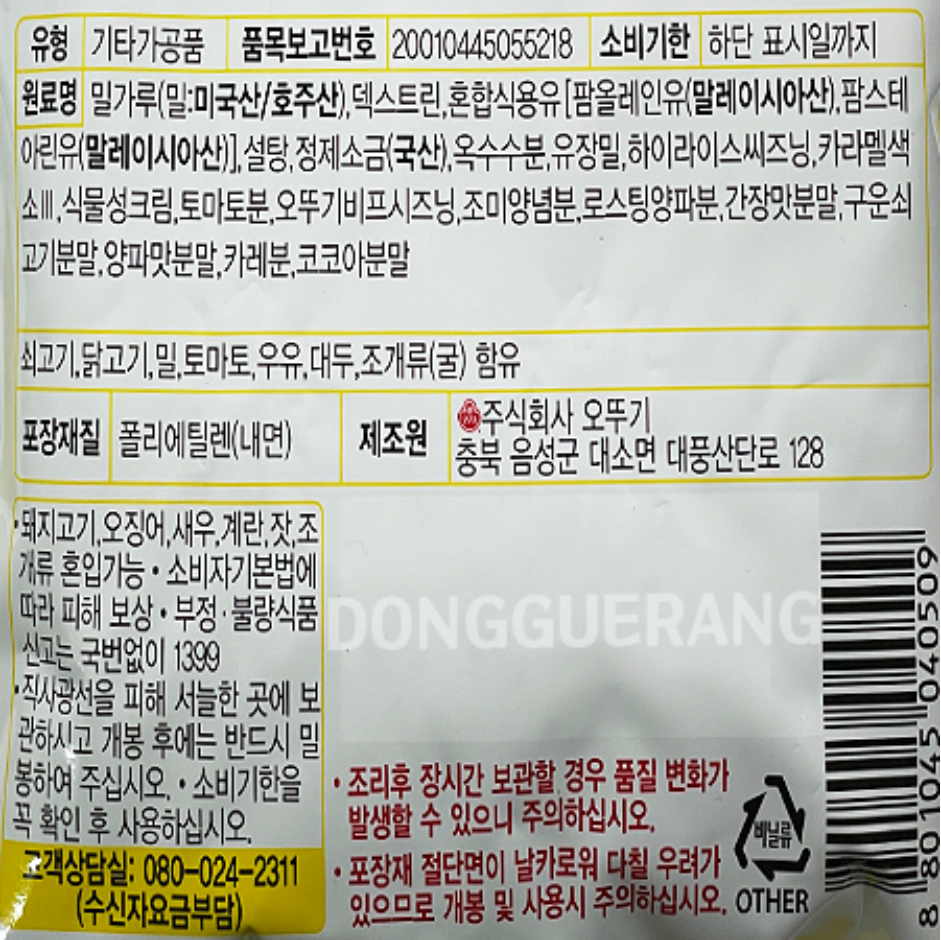 유형 기타가공품 품목보고번호 20010445055218 소비기한 하단 표시일까지
원료명 밀가루(밀:미국산/호주산),덱스트린,혼합식용유[팜올레인유(말레이시아산),팜스테
아린유(말레이시아산)],설탕,정제소금(국산),옥수수분,유장밀,하이라이스씨즈닝,카라멜색
소Ⅲ,식물성크림,토마토분,오뚜기비프시즈닝,조미양념분,로스팅양파분,간장맛분말,구운쇠
고기분말,양파맛분말,카레분,코코아분말
쇠고기,닭고기,밀,토마토,우유,대두,조개류(굴) 함유
포장재질 폴리에틸렌(내면) 제조원 주식회사 오뚜기
충북 음성군 대소면 대풍산단로 128
•돼지고기,오징어,새우,계란,잣,조
개류 혼입가능 • 소비자기본법에
따라 피해 보상 • 부정·불량식품
신고는 국번없이 1399
•직사광선을 피해 서늘한 곳에 보
관하시고 개봉 후에는 반드시 밀
봉하여 주십시오. • 소비기한을
꼭 확인 후 사용하십시오.
고객상담실: 080-024-2311
(수신자요금부담)
DONGGUERANG
• 조리후 장시간 보관할 경우 품질 변화가
발생할 수 있으니 주의하십시오.
• 포장재 절단면이 날카로워 다칠 우려가
있으므로 개봉 및 사용시 주의하십시오.
비닐류
OTHER
8 801045 040509